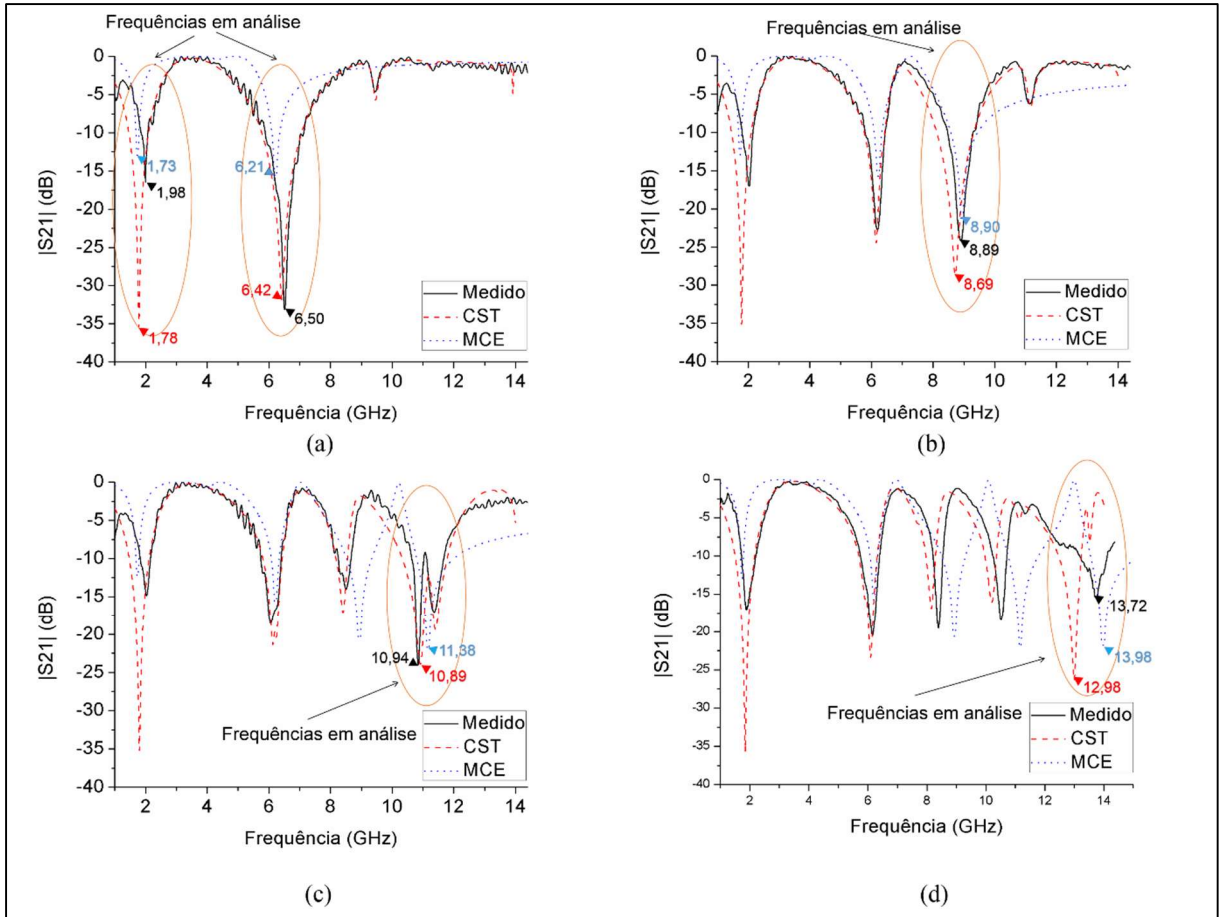 Frequências em análise
0
-5
-10
-15
-20
-25
-30
-35
-40
|S21| (dB)
1,73
1,98
1,78
6,21
6,42
6,50
Medido
CST
MCE
2 4 6 8 10 12 14
Frequência (GHz)
(a)
Frequências em análise
0
-5
-10
-15
-20
-25
-30
-35
-40
|S21| (dB)
8,90
8,89
8,69
Medido
CST
MCE
2 4 6 8 10 12 14
Frequência (GHz)
(b)
0
-5
-10
-15
-20
-25
-30
-35
-40
|S21| (dB)
10,94
11,38
10,89
Frequências em análise
Medido
CST
MCE
2 4 6 8 10 12 14
Frequência (GHz)
(c)
0
-5
-10
-15
-20
-25
-30
-35
-40
|S21| (dB)
13,72
13,98
12,98
Frequências em análise
Medido
CST
MCE
2 4 6 8 10 12 14
Frequência (GHz)
(d)